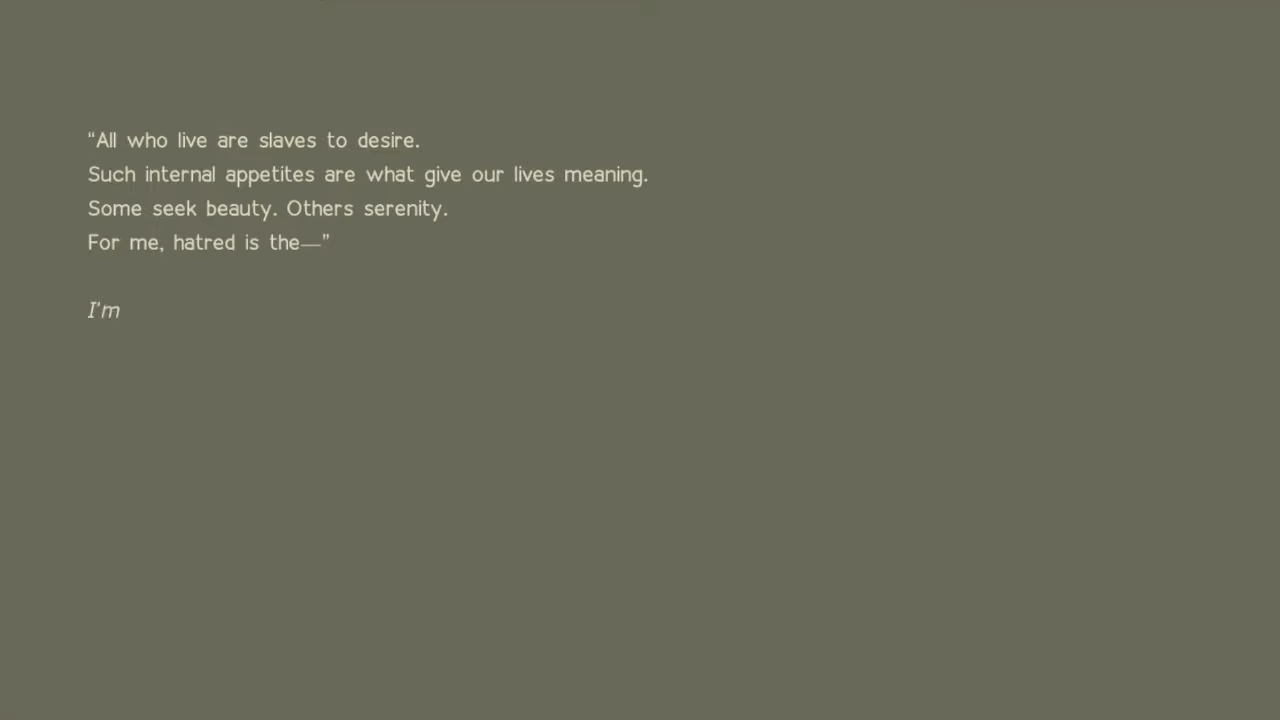 “All who live are slaves to desire.
Such internal appetites are what give our lives meaning.
Some seek beauty. Others serenity.
For me, hatred is the—”
I'm